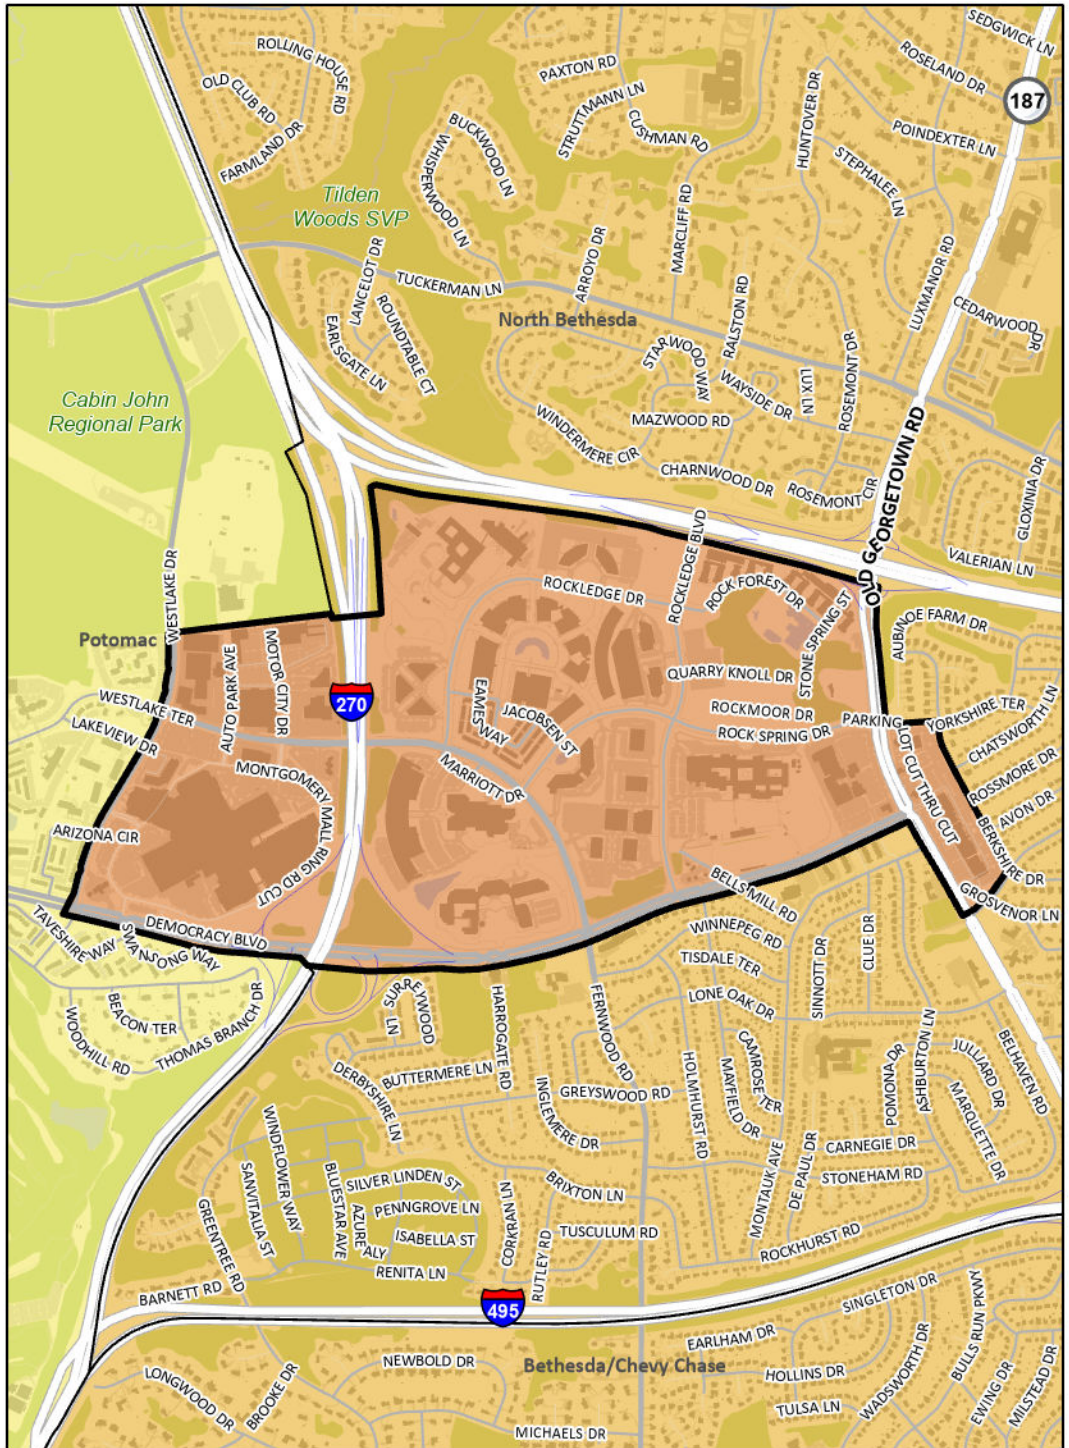 SEDGWICK LN
ROLLING HOUSE RD
ROSELAND DR
PAXTON RD
OLD CLUB RD
STRUTTMANN LN
187
HUNTOVER DR
CUSHMAN RD
BUCKWOOD LN
POINDEXTER LN
FARMLAND DR
WHISPERWOOD LN
STEPHALEE LN
Tilden
Woods SVP
MARCLIFF RD
LANCELOT DR
ARROYO DR
LUXMANOR RD
TUCKERMAN LN
ROUNDTABLE CT
RALSTON RD
CEDARWOOD DR
North Bethesda
EARLSGATE LN
STARWOOD WAY
ROSEMONT DR
LUX LN
WAYSIDE DR
Cabin John
Regional Park
MAZWOOD RD
WINDERMERE CIR
OLD GEORGETOWN RD
CHARNWOOD DR
ROSEMONT CIR
GLOXINIA DR
ROCKLEDGE BLVD
VALERIAN LN
WESTLAKE DR
ROCKLEDGE DR
ROCK FOREST DR
STONE SPRING ST
AUBINOE FARM DR
Potomac
MOTOR CITY DR
AUTO PARK AVE
QUARRY KNOLL DR
270
WESTLAKE TER
EAMES WAY
JACOBSEN ST
ROCKMOOR DR
PARKING LOT CUT THRU CUT
YORKSHIRE TER
CHATSWORTH LN
LAKEVIEW DR
ROCK SPRING DR
MARRIOTT DR
MONTGOMERY MALL RING RD CUT
ROSSMORE DR
AVON DR
ARIZONA CIR
BERKSHIRE DR
BELLS MILL RD
GROSVENOR LN
TAVESHIRE WAY
DEMOCRACY BLVD
SWANSONG WAY
WINNEPEG RD
CLUE DR
TISDALE TER
SINNOTT DR
SURREYWOOD LN
HARROGATE RD
FERNWOOD RD
LONE OAK DR
BEACON TER
WOODHILL RD
THOMAS BRANCH DR
ASHBURTON LN
BELHAVEN RD
CAMROSE TER
JULLIARD DR
POMONA DR
DERBYSHIRE LN
BUTTERMERE LN
HOLMHURST RD
MAYFIELD DR
GREYSWOOD RD
INGLEMERE DR
MARQUETTE DR
WINDFLOWER WAY
CARNEGIE DR
DE PAUL DR
MONTAUK AVE
STONEHAM RD
SANVITALIA ST
BLUESTAR AVE
SILVER LINDEN ST
BRIXTON LN
GREENTREE RD
AZURE ALY
PENNGROVE LN
CORKRAN LN
ISABELLA ST
TUSCULUM RD
ROCKHURST RD
RUTLEY RD
RENITA LN
BARNETT RD
495
SINGLETON DR
BULLS RUN PKWY
EARLHAM DR
WADSWORTH DR
NEWBOLD DR
Bethesda/Chevy Chase
HOLLINS DR
LONGWOOD DR
BROOKE DR
EWING DR
MILSTEAD DR
TULSA LN
MICHAELS DR